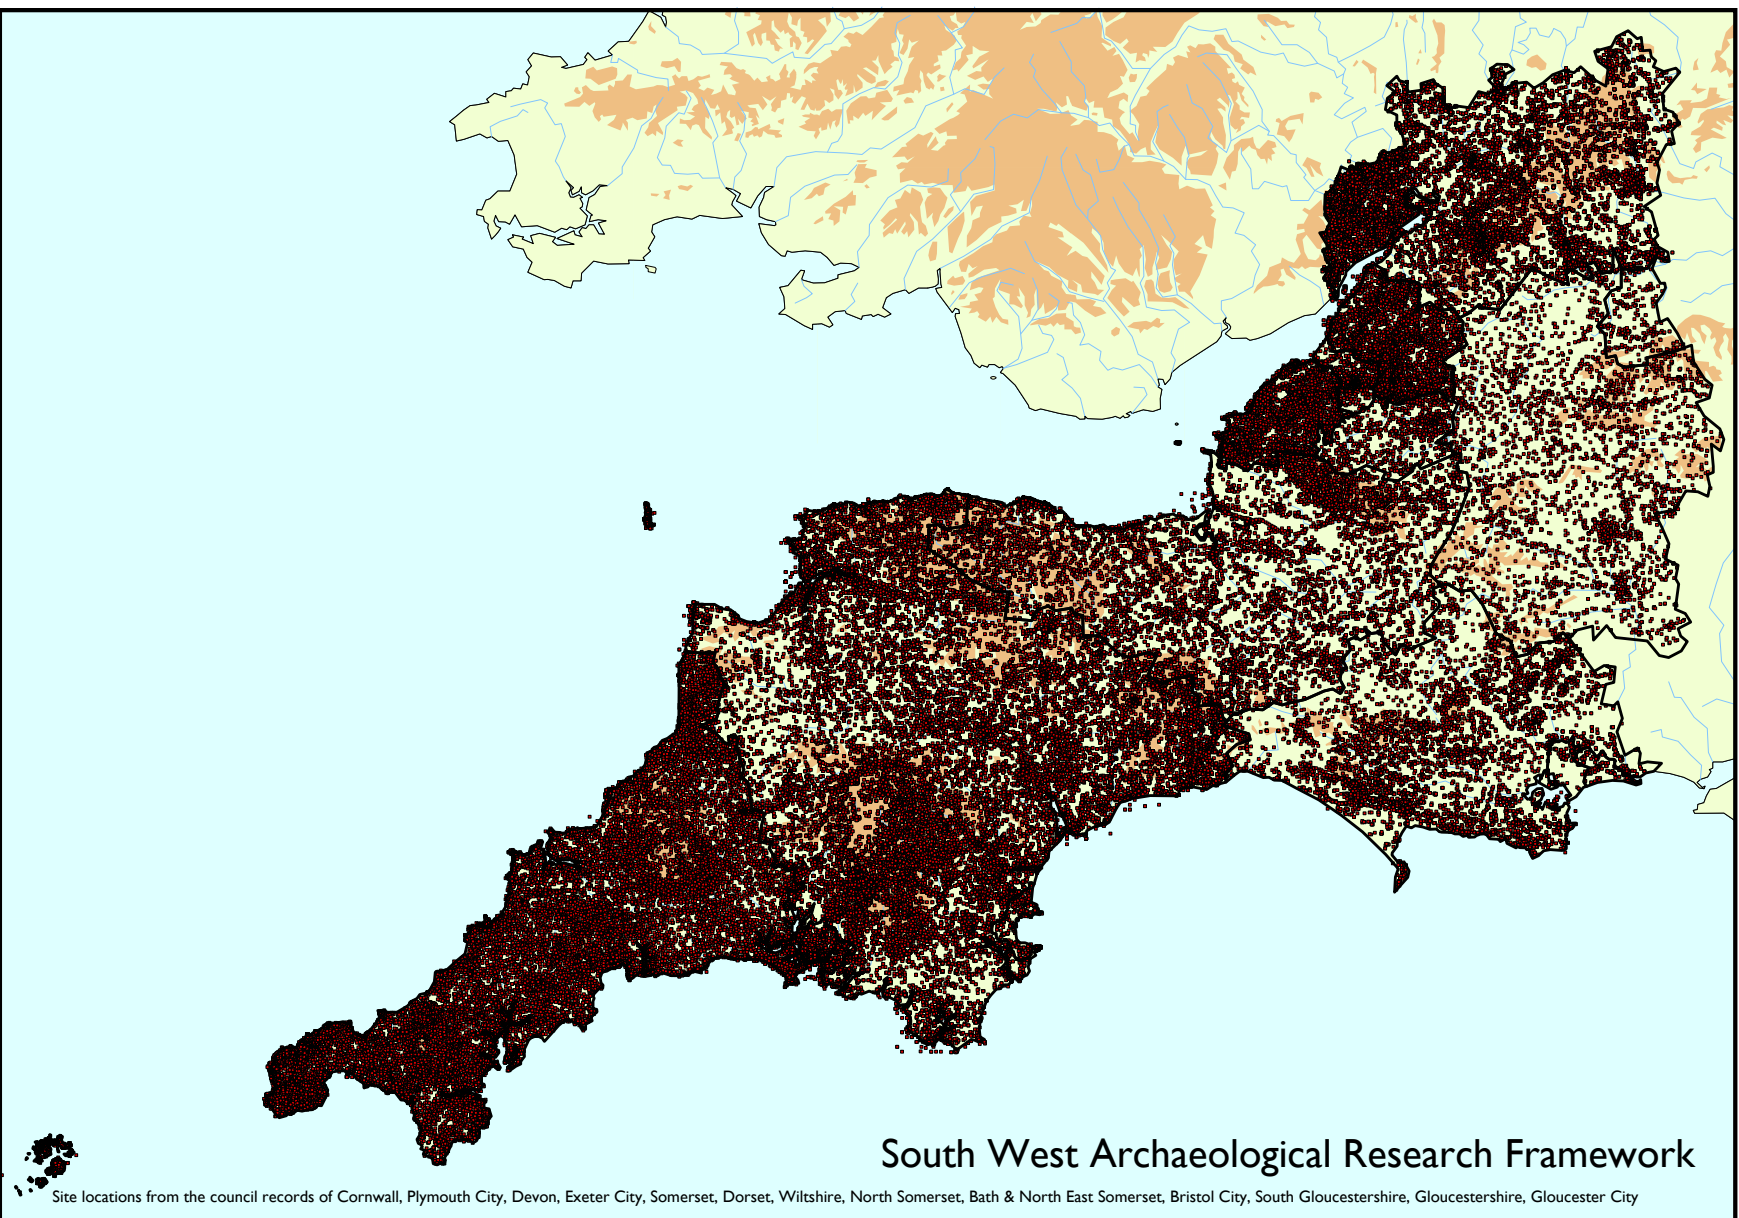 South West Archaeological Research Framework
Site locations from the council records of Cornwall, Plymouth City, Devon, Exeter City, Somerset, Dorset, Wiltshire, North Somerset, Bath & North East Somerset, Bristol City, South Gloucestershire, Gloucestershire, Gloucester City